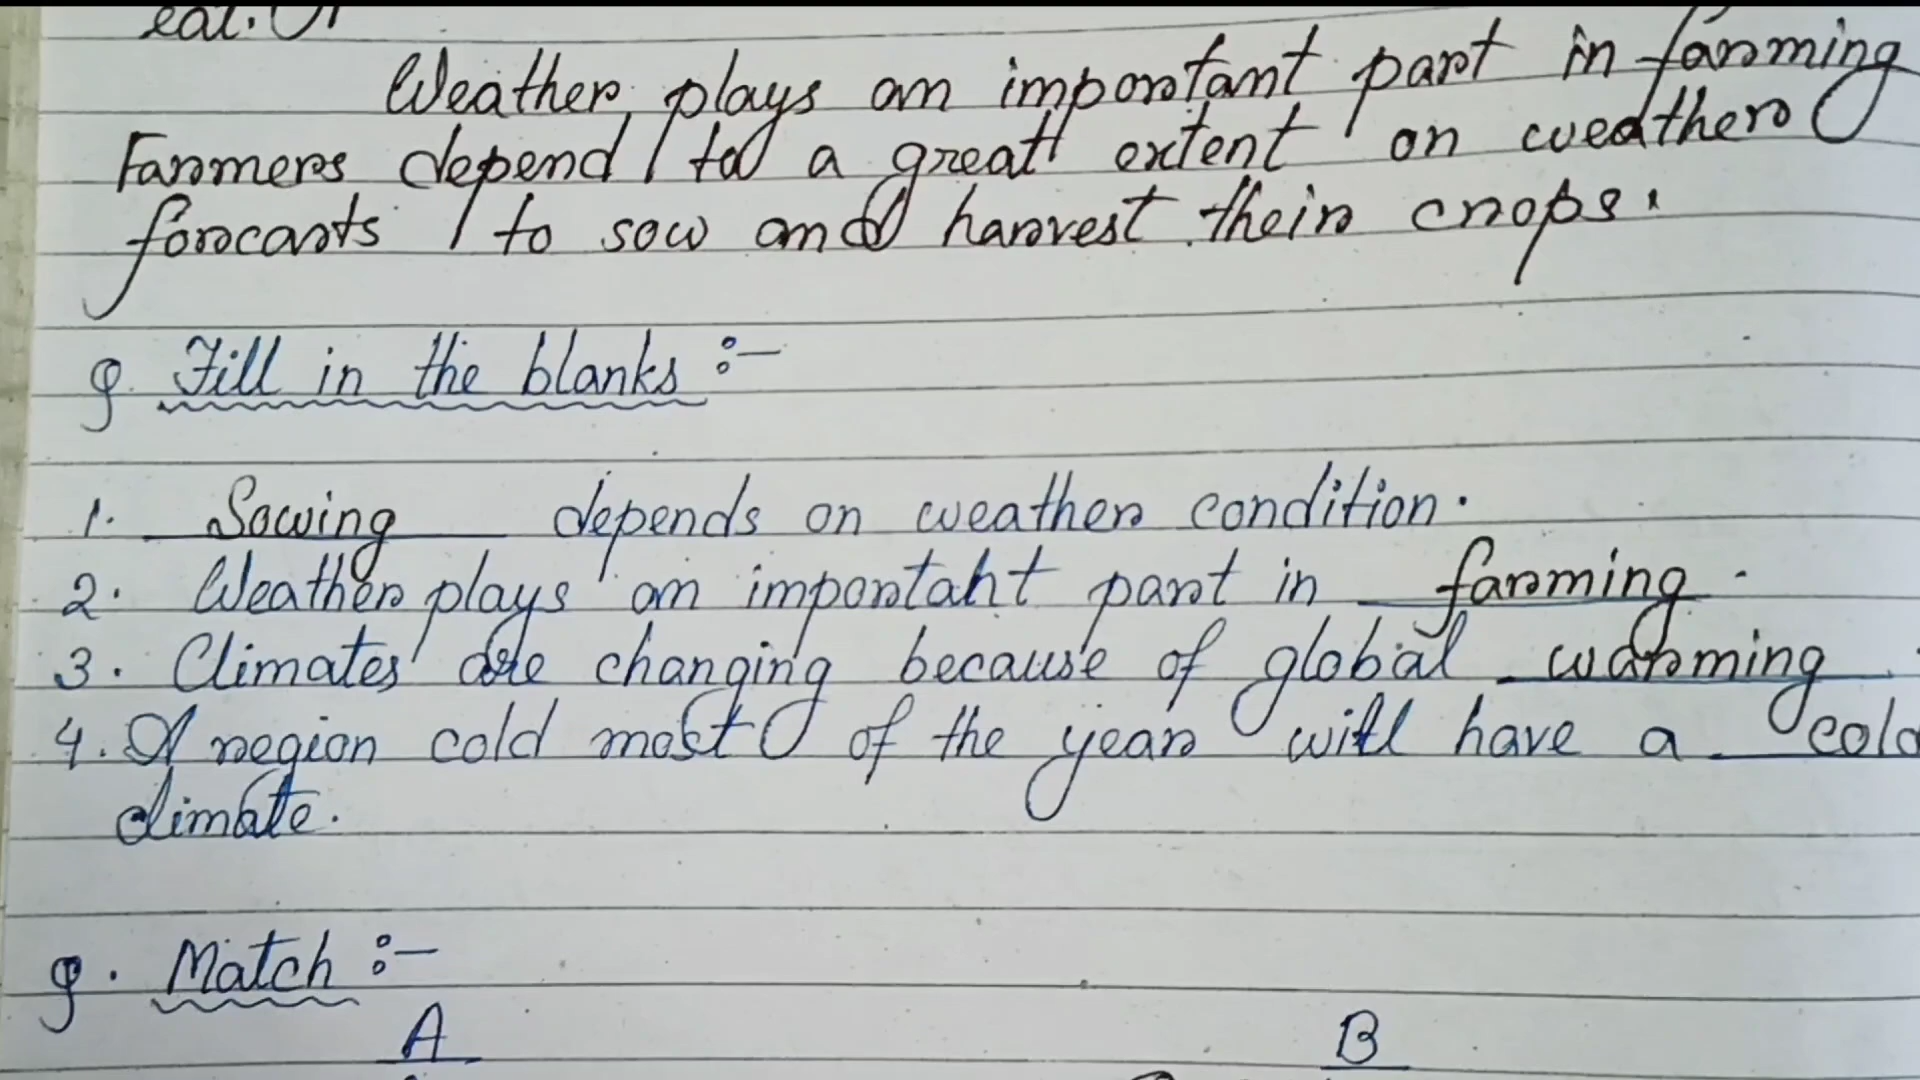 eat.
Weather plays an important part in farming
Farmers depend to a great extent on weather
forcarts to sow and harvest their crops.
Q. Fill in the blanks :-
1. Sowing depends on weather condition.
2. Weather plays an important part in farming.
3. Climates are changing because of global warming.
4. A region cold most of the year will have a cold
climate.
Q. Match :-
A B